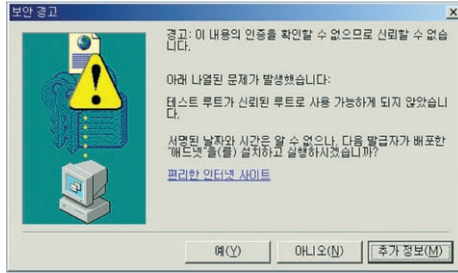 보안 경고
경고: 이 내용의 인증을 확인할 수 없으므로 신뢰할 수 없습
니다.
아래 나열된 문제가 발생했습니다:
테스트 루트가 신뢰된 루트로 사용 가능하게 되지 않았습니
다.
서명된 날짜와 시간은 알 수 없으나, 다음 발급자가 배포한
"애드넷"을(를) 설치하고 실행하시겠습니까?
편리한 인터넷 사이트
예(Y)
아니오(N)
추가 정보(M)